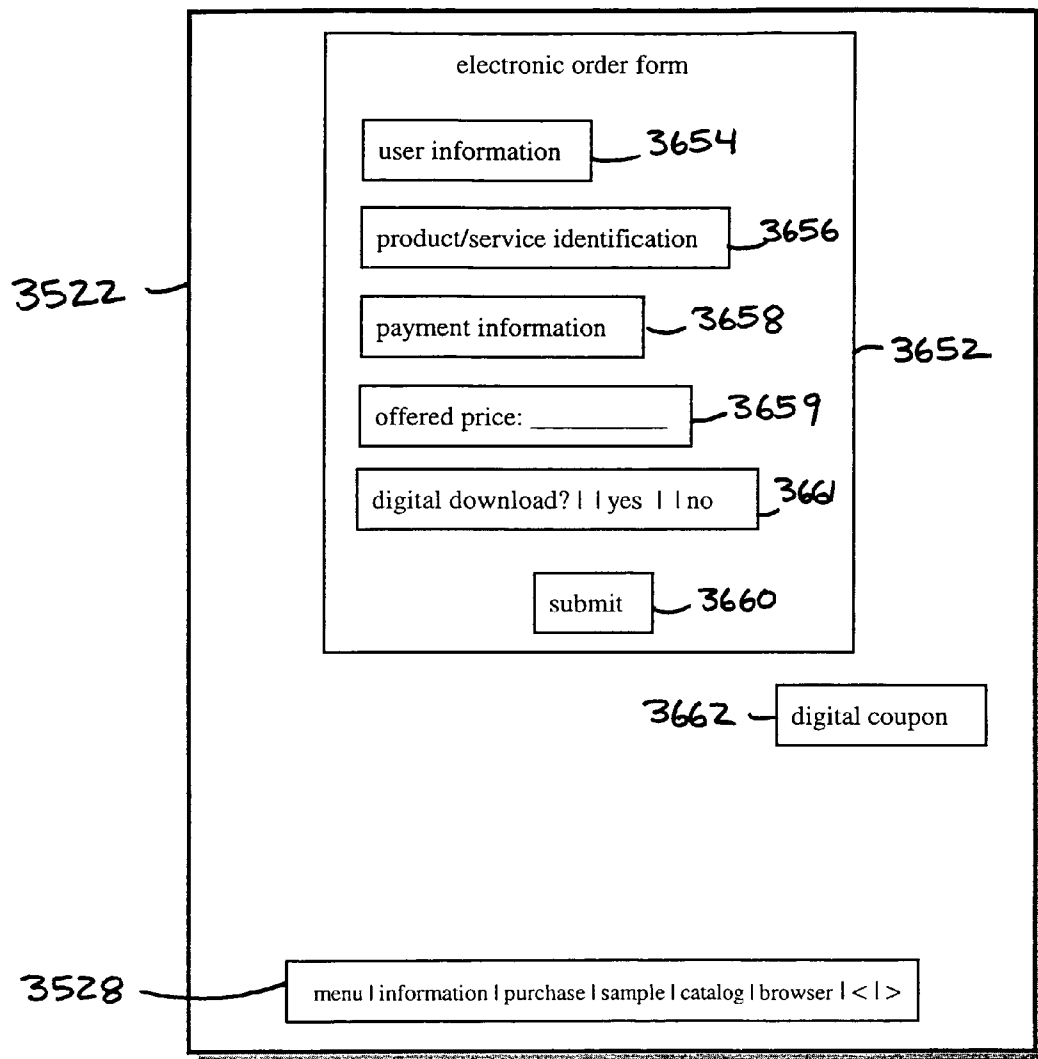 electronic order form
user information 3654
product/service identification 3656
3522
payment information 3658
3652
offered price: ___________ 3659
digital download? | | yes | | no 3661
submit 3660
3662 digital coupon
3528 menu | information | purchase | sample | catalog | browser | < | >